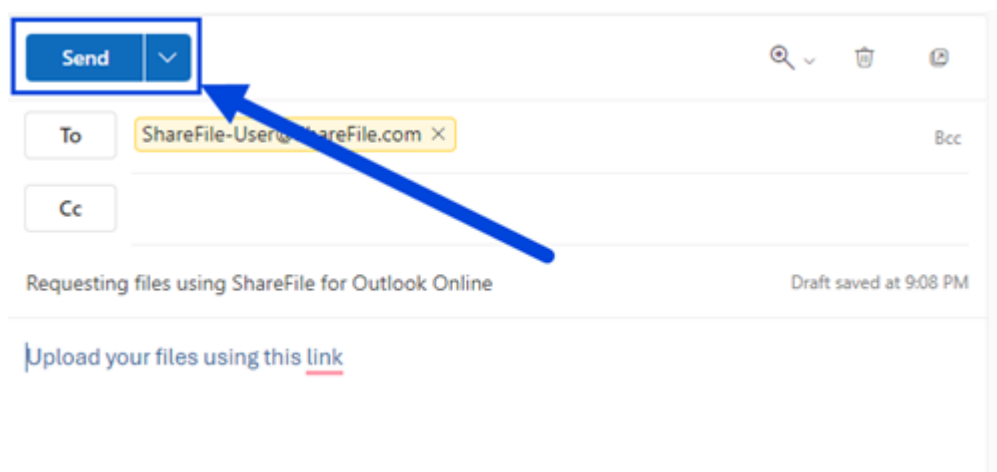 Send
To
ShareFile-User@ShareFile.com
Bcc
Cc
Requesting files using ShareFile for Outlook Online
Draft saved at 9:08 PM
Upload your files using this link